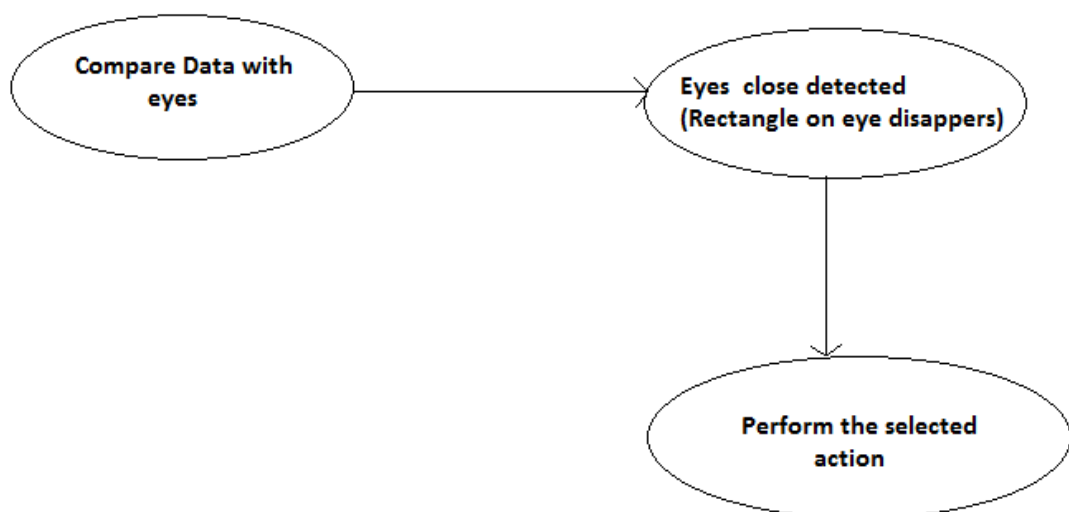 Compare Data with
eyes
Eyes  close detected
(Rectangle on eye disappers)
Perform the selected
action